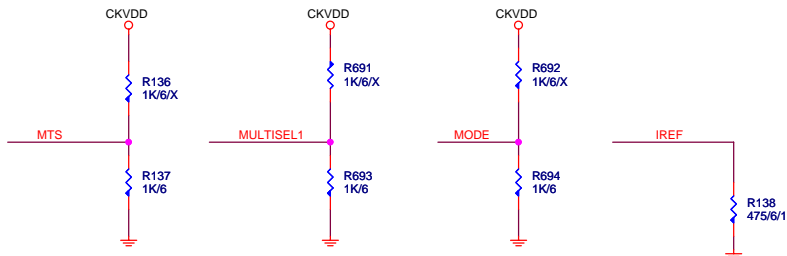 CKVDD
R136
1K/6/X
MTS
R137
1K/6
CKVDD
R691
1K/6/X
MULTISEL1
R693
1K/6
CKVDD
R692
1K/6/X
MODE
R694
1K/6
IREF
R138
475/6/1